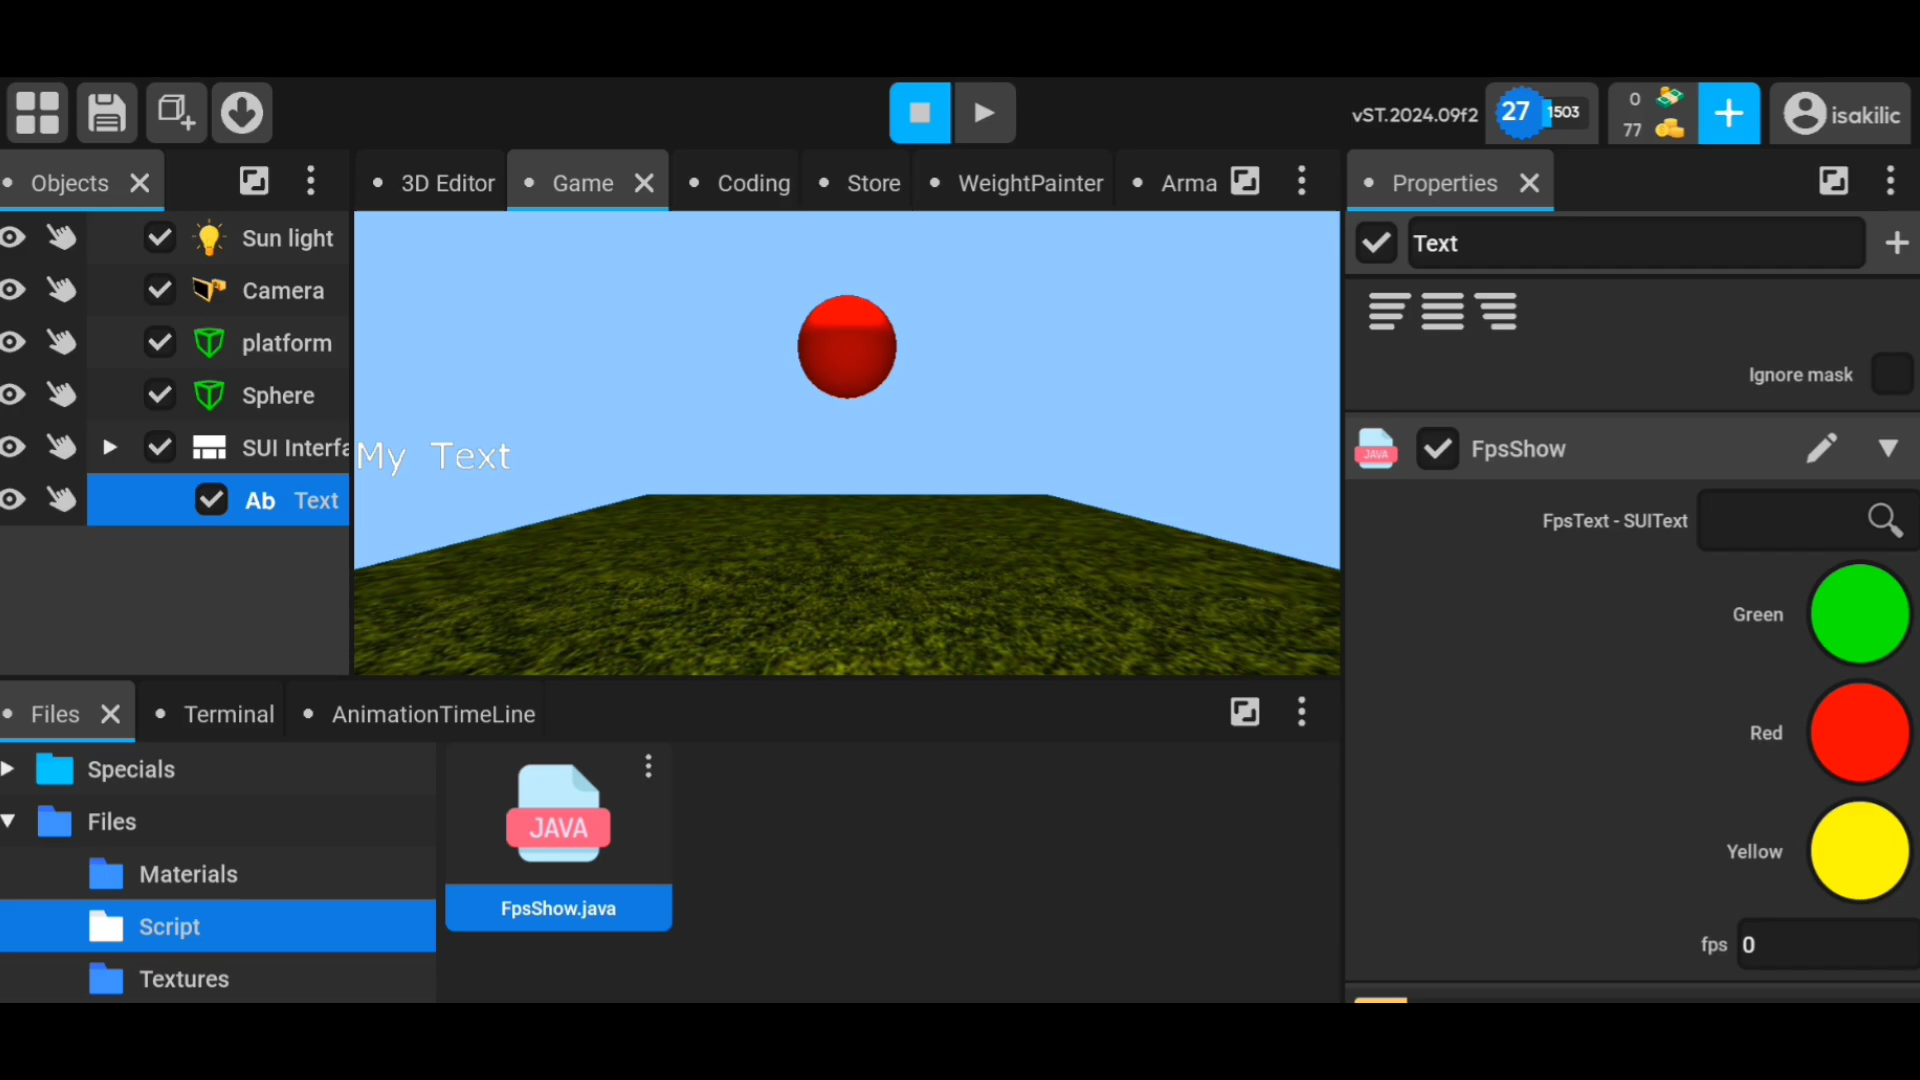 vST.2024.09f2
27
1503
0
77
isakilic
Objects
3D Editor
Game
Coding
Store
WeightPainter
Arma
Properties
Sun light
Camera
platform
Sphere
SUI Interfa
Ab Text
My Text
Text
Ignore mask
JAVA
FpsShow
FpsText - SUIText
Green
Red
Yellow
fps 0
Files
Terminal
AnimationTimeLine
Specials
Files
Materials
Script
Textures
JAVA
FpsShow.java